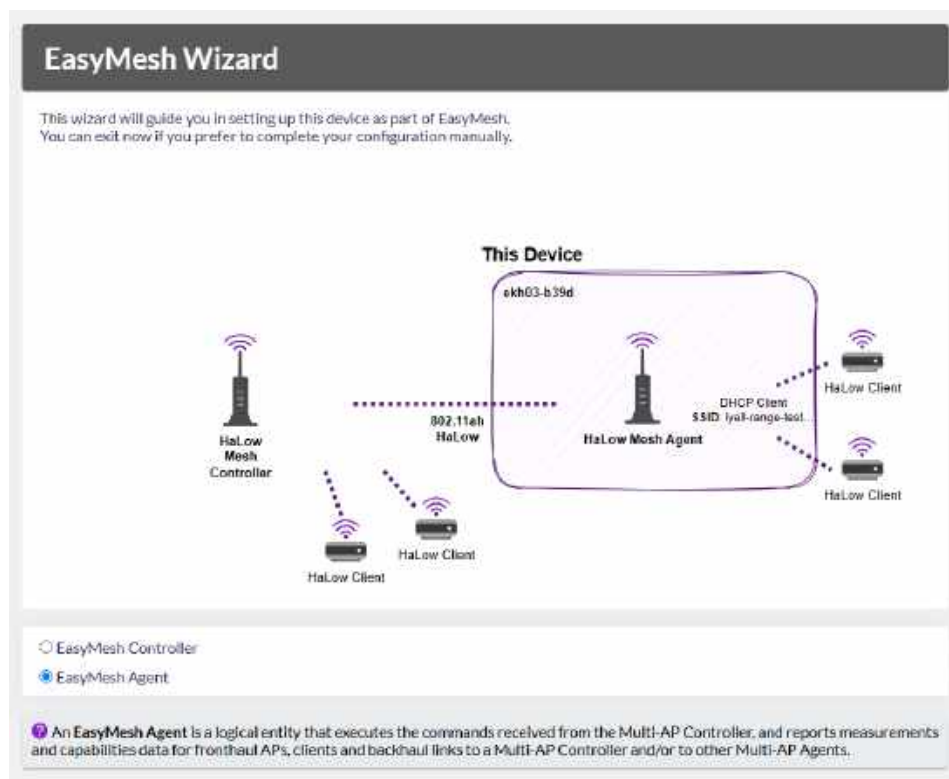 EasyMesh Wizard
This wizard will guide you in setting up this device as part of EasyMesh.
You can exit now if you prefer to complete your configuration manually.
This Device
ekh03-b39d
HaLow
Mesh
Controller
802.11ah
HaLow
HaLow Mesh Agent
DHCP Client
SSID: lyall-range-test...
HaLow Client
HaLow Client
HaLow Client
HaLow Client
EasyMesh Controller
EasyMesh Agent
An EasyMesh Agent is a logical entity that executes the commands received from the Multi-AP Controller, and reports measurements
and capabilities data for fronthaul APs, clients and backhaul links to a Multi-AP Controller and/or to other Multi-AP Agents.